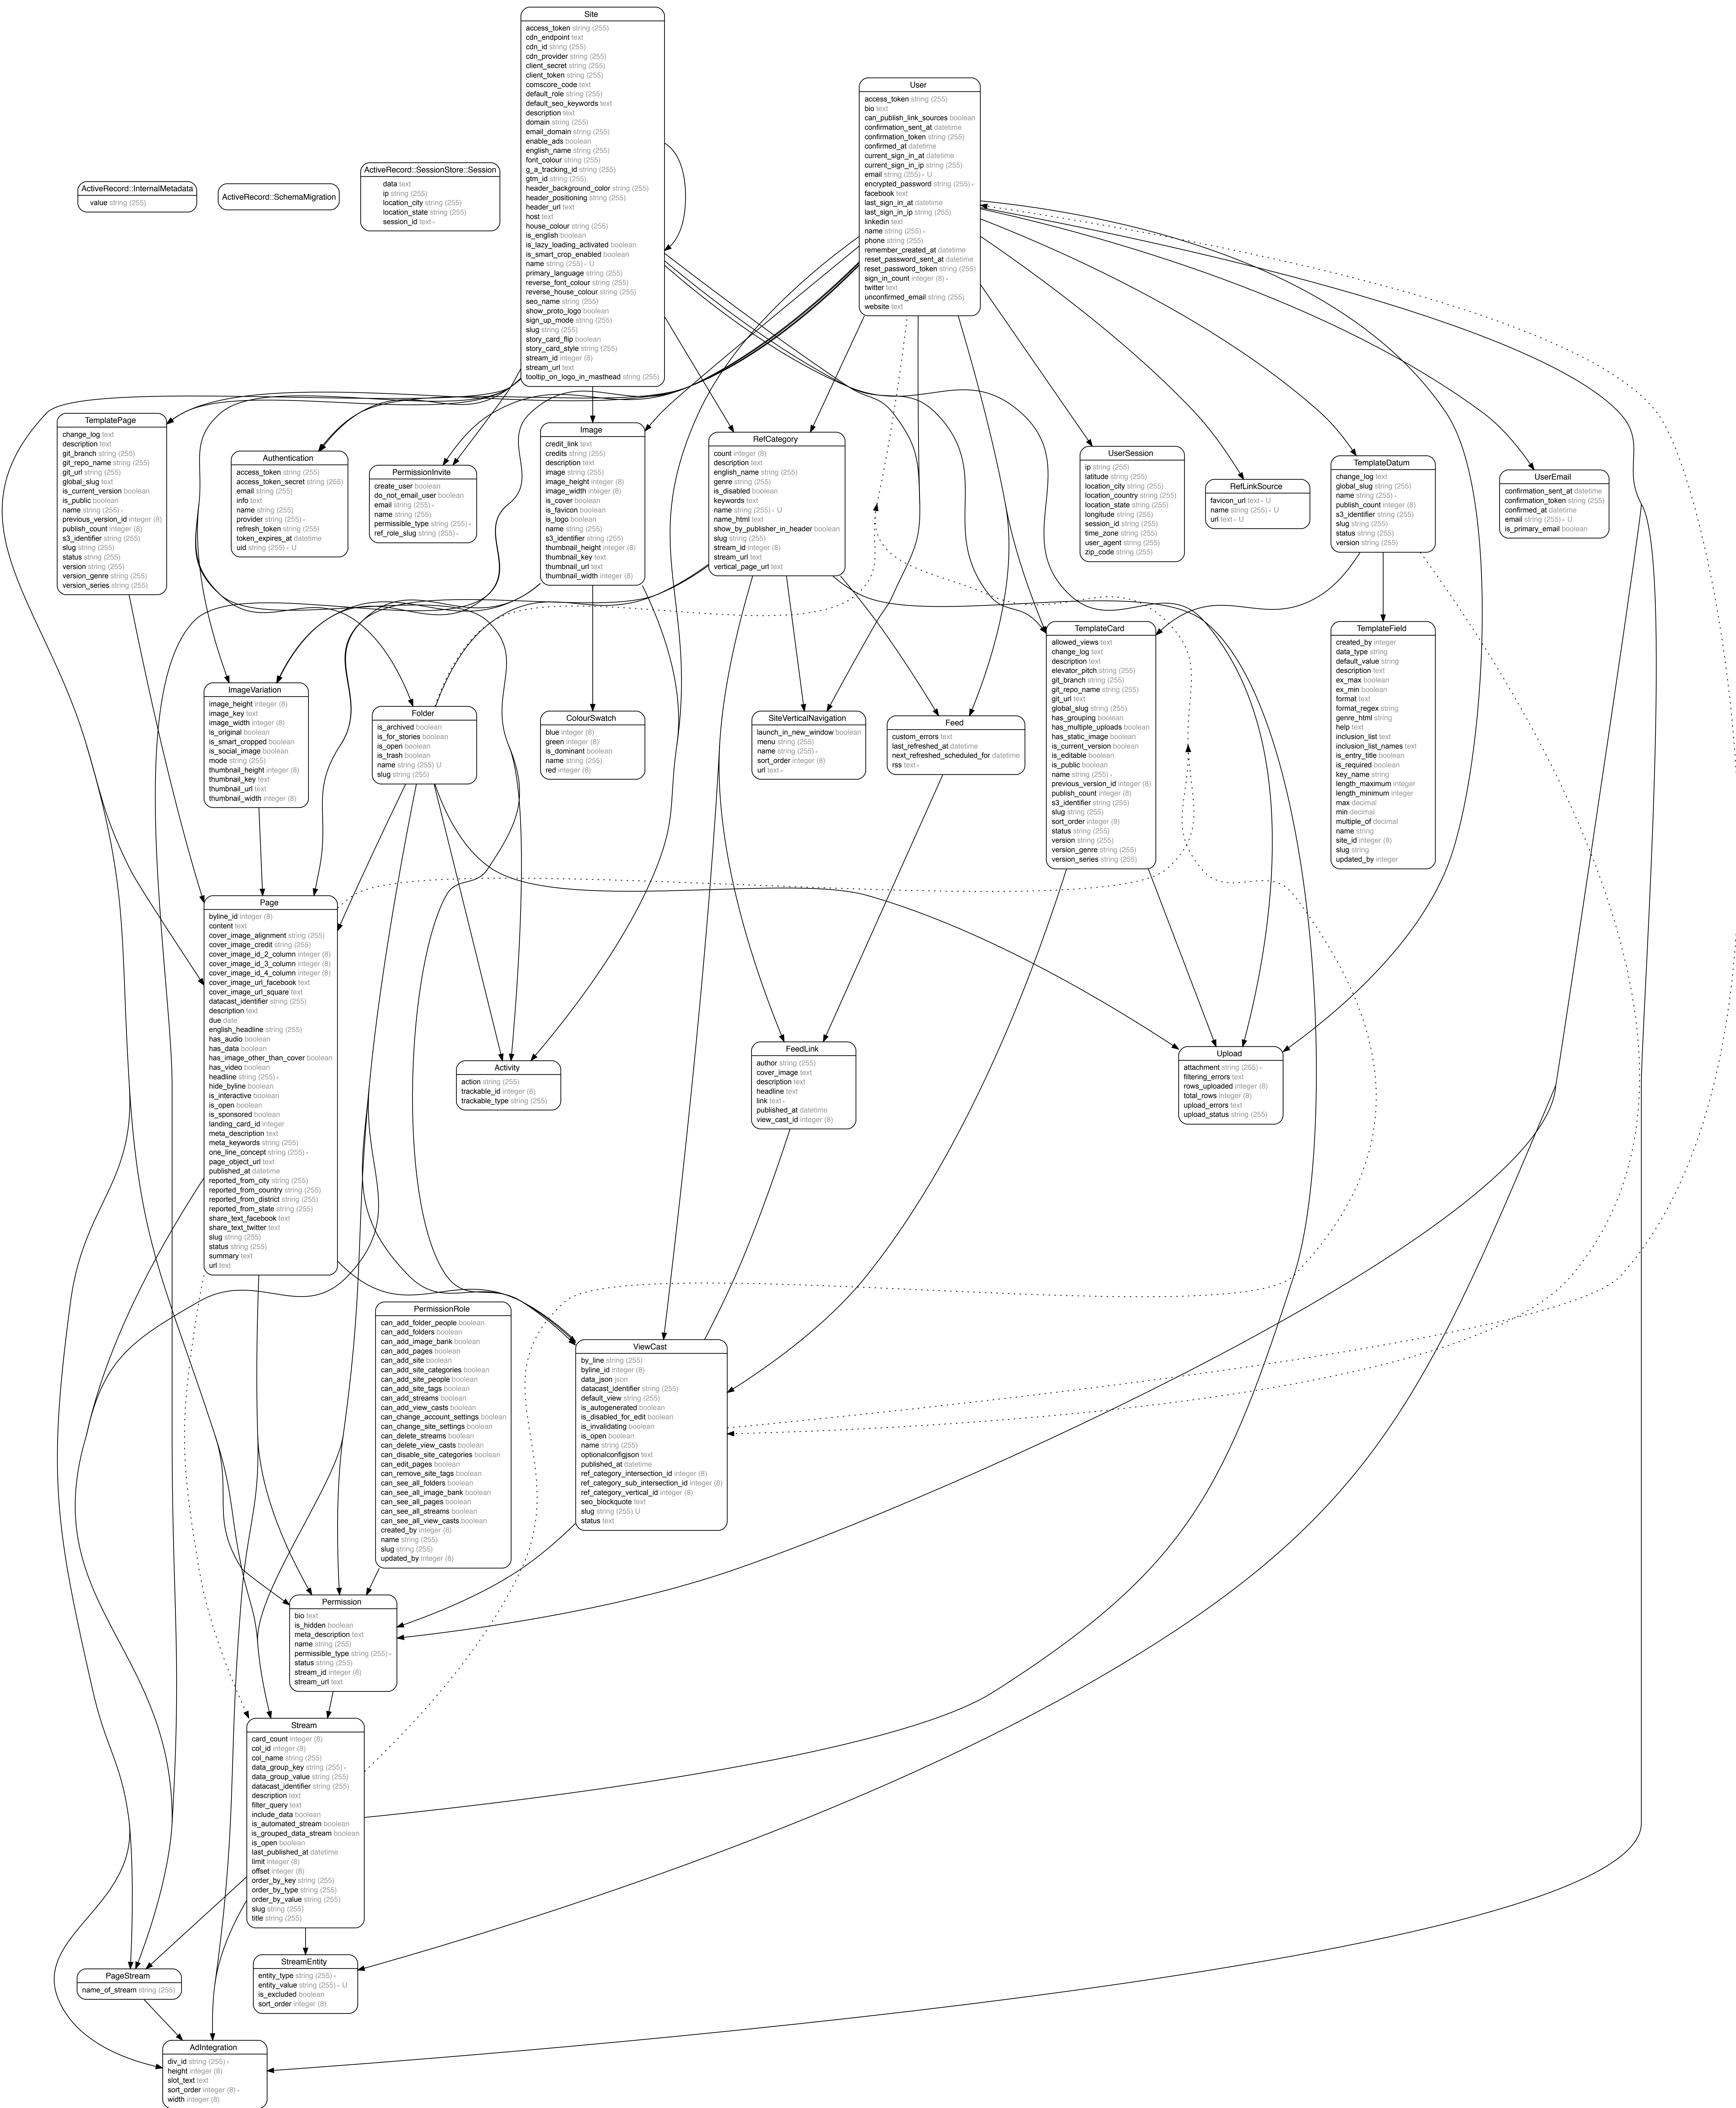 Site
access_token string (255)
cdn_endpoint text
cdn_id string (255)
cdn_provider string (255)
client_secret string (255)
client_token string (255)
comscore_code text
default_role string (255)
default_seo_keywords text
description text
domain string (255)
email_domain string (255)
enable_ads boolean
english_name string (255)
font_colour string (255)
g_a_tracking_id string (255)
gtm_id string (255)
header_background_color string (255)
header_positioning string (255)
header_url text
host text
house_colour string (255)
is_english boolean
is_lazy_loading_activated boolean
is_smart_crop_enabled boolean
name string (255) ∗ U
primary_language string (255)
reverse_font_colour string (255)
reverse_house_colour string (255)
seo_name string (255)
show_proto_logo boolean
sign_up_mode string (255)
slug string (255)
story_card_flip boolean
story_card_style string (255)
stream_id integer (8)
stream_url text
tooltip_on_logo_in_masthead string (255)
User
access_token string (255)
bio text
can_publish_link_sources boolean
confirmation_sent_at datetime
confirmation_token string (255)
confirmed_at datetime
current_sign_in_at datetime
current_sign_in_ip string (255)
email string (255) ∗ U
encrypted_password string (255) ∗
facebook text
last_sign_in_at datetime
last_sign_in_ip string (255)
linkedin text
name string (255) ∗
phone string (255)
remember_created_at datetime
reset_password_sent_at datetime
reset_password_token string (255)
sign_in_count integer (8) ∗
twitter text
unconfirmed_email string (255)
website text
ActiveRecord::InternalMetadata
value string (255)
ActiveRecord::SchemaMigration
ActiveRecord::SessionStore::Session
data text
ip string (255)
location_city string (255)
location_state string (255)
session_id text ∗
TemplatePage
change_log text
description text
git_branch string (255)
git_repo_name string (255)
git_url string (255)
global_slug text
is_current_version boolean
is_public boolean
name string (255) ∗
previous_version_id integer (8)
publish_count integer (8)
s3_identifier string (255)
slug string (255)
status string (255)
version string (255)
version_genre string (255)
version_series string (255)
Authentication
access_token string (255)
access_token_secret string (255)
email string (255)
info text
name string (255)
provider string (255) ∗
refresh_token string (255)
token_expires_at datetime
uid string (255) ∗ U
PermissionInvite
create_user boolean
do_not_email_user boolean
email string (255) ∗
name string (255)
permissible_type string (255) ∗
ref_role_slug string (255) ∗
Image
credit_link text
credits string (255)
description text
image string (255)
image_height integer (8)
image_width integer (8)
is_cover boolean
is_favicon boolean
is_logo boolean
name string (255)
s3_identifier string (255)
thumbnail_height integer (8)
thumbnail_key text
thumbnail_url text
thumbnail_width integer (8)
RefCategory
count integer (8)
description text
english_name string (255)
genre string (255)
is_disabled boolean
keywords text
name string (255) ∗ U
name_html text
show_by_publisher_in_header boolean
slug string (255)
stream_id integer (8)
stream_url text
vertical_page_url text
UserSession
ip string (255)
latitude string (255)
location_city string (255)
location_country string (255)
location_state string (255)
longitude string (255)
session_id string (255)
time_zone string (255)
user_agent string (255)
zip_code string (255)
RefLinkSource
favicon_url text ∗ U
name string (255) ∗ U
url text ∗ U
TemplateDatum
change_log text
global_slug string (255)
name string (255) ∗
publish_count integer (8)
s3_identifier string (255)
slug string (255)
status string (255)
version string (255)
UserEmail
confirmation_sent_at datetime
confirmation_token string (255)
confirmed_at datetime
email string (255) ∗ U
is_primary_email boolean
ImageVariation
image_height integer (8)
image_key text
image_width integer (8)
is_original boolean
is_smart_cropped boolean
is_social_image boolean
mode string (255)
thumbnail_height integer (8)
thumbnail_key text
thumbnail_url text
thumbnail_width integer (8)
Folder
is_archived boolean
is_for_stories boolean
is_open boolean
is_trash boolean
name string (255) U
slug string (255)
ColourSwatch
blue integer (8)
green integer (8)
is_dominant boolean
name string (255)
red integer (8)
SiteVerticalNavigation
launch_in_new_window boolean
menu string (255)
name string (255) ∗
sort_order integer (8)
url text ∗
Feed
custom_errors text
last_refreshed_at datetime
next_refreshed_scheduled_for datetime
rss text ∗
TemplateCard
allowed_views text
change_log text
description text
elevator_pitch string (255)
git_branch string (255)
git_repo_name string (255)
git_url text
global_slug string (255)
has_grouping boolean
has_multiple_uploads boolean
has_static_image boolean
is_current_version boolean
is_editable boolean
is_public boolean
name string (255) ∗
previous_version_id integer (8)
publish_count integer (8)
s3_identifier string (255)
slug string (255)
sort_order integer (8)
status string (255)
version string (255)
version_genre string (255)
version_series string (255)
TemplateField
created_by integer
data_type string
default_value string
description text
ex_max boolean
ex_min boolean
format text
format_regex string
genre_html string
help text
inclusion_list text
inclusion_list_names text
is_entry_title boolean
is_required boolean
key_name string
length_maximum integer
length_minimum integer
max decimal
min decimal
multiple_of decimal
name string
site_id integer (8)
slug string
updated_by integer
Page
byline_id integer (8)
content text
cover_image_alignment string (255)
cover_image_credit string (255)
cover_image_id_2_column integer (8)
cover_image_id_3_column integer (8)
cover_image_id_4_column integer (8)
cover_image_url_facebook text
cover_image_url_square text
datacast_identifier string (255)
description text
due date
english_headline string (255)
has_audio boolean
has_data boolean
has_image_other_than_cover boolean
has_video boolean
headline string (255) ∗
hide_byline boolean
is_interactive boolean
is_open boolean
is_sponsored boolean
landing_card_id integer
meta_description text
meta_keywords string (255)
one_line_concept string (255) ∗
page_object_url text
published_at datetime
reported_from_city string (255)
reported_from_country string (255)
reported_from_district string (255)
reported_from_state string (255)
share_text_facebook text
share_text_twitter text
slug string (255)
status string (255)
summary text
url text
Activity
action string (255)
trackable_id integer (8)
trackable_type string (255)
FeedLink
author string (255)
cover_image text
description text
headline text
link text ∗
published_at datetime
view_cast_id integer (8)
Upload
attachment string (255) ∗
filtering_errors text
rows_uploaded integer (8)
total_rows integer (8)
upload_errors text
upload_status string (255)
PermissionRole
can_add_folder_people boolean
can_add_folders boolean
can_add_image_bank boolean
can_add_pages boolean
can_add_site boolean
can_add_site_categories boolean
can_add_site_people boolean
can_add_site_tags boolean
can_add_streams boolean
can_add_view_casts boolean
can_change_account_settings boolean
can_change_site_settings boolean
can_delete_streams boolean
can_delete_view_casts boolean
can_disable_site_categories boolean
can_edit_pages boolean
can_remove_site_tags boolean
can_see_all_folders boolean
can_see_all_image_bank boolean
can_see_all_pages boolean
can_see_all_streams boolean
can_see_all_view_casts boolean
created_by integer (8)
name string (255)
slug string (255)
updated_by integer (8)
ViewCast
by_line string (255)
byline_id integer (8)
data_json json
datacast_identifier string (255)
default_view string (255)
is_autogenerated boolean
is_disabled_for_edit boolean
is_invalidating boolean
is_open boolean
name string (255)
optionalconfigjson text
published_at datetime
ref_category_intersection_id integer (8)
ref_category_sub_intersection_id integer (8)
ref_category_vertical_id integer (8)
seo_blockquote text
slug string (255) U
status text
Permission
bio text
is_hidden boolean
meta_description text
name string (255)
permissible_type string (255) ∗
status string (255)
stream_id integer (8)
stream_url text
Stream
card_count integer (8)
col_id integer (8)
col_name string (255)
data_group_key string (255) ∗
data_group_value string (255)
datacast_identifier string (255)
description text
filter_query text
include_data boolean
is_automated_stream boolean
is_grouped_data_stream boolean
is_open boolean
last_published_at datetime
limit integer (8)
offset integer (8)
order_by_key string (255)
order_by_type string (255)
order_by_value string (255)
slug string (255)
title string (255)
StreamEntity
entity_type string (255) ∗
entity_value string (255) ∗ U
is_excluded boolean
sort_order integer (8)
PageStream
name_of_stream string (255)
AdIntegration
div_id string (255) ∗
height integer (8)
slot_text text
sort_order integer (8) ∗
width integer (8)